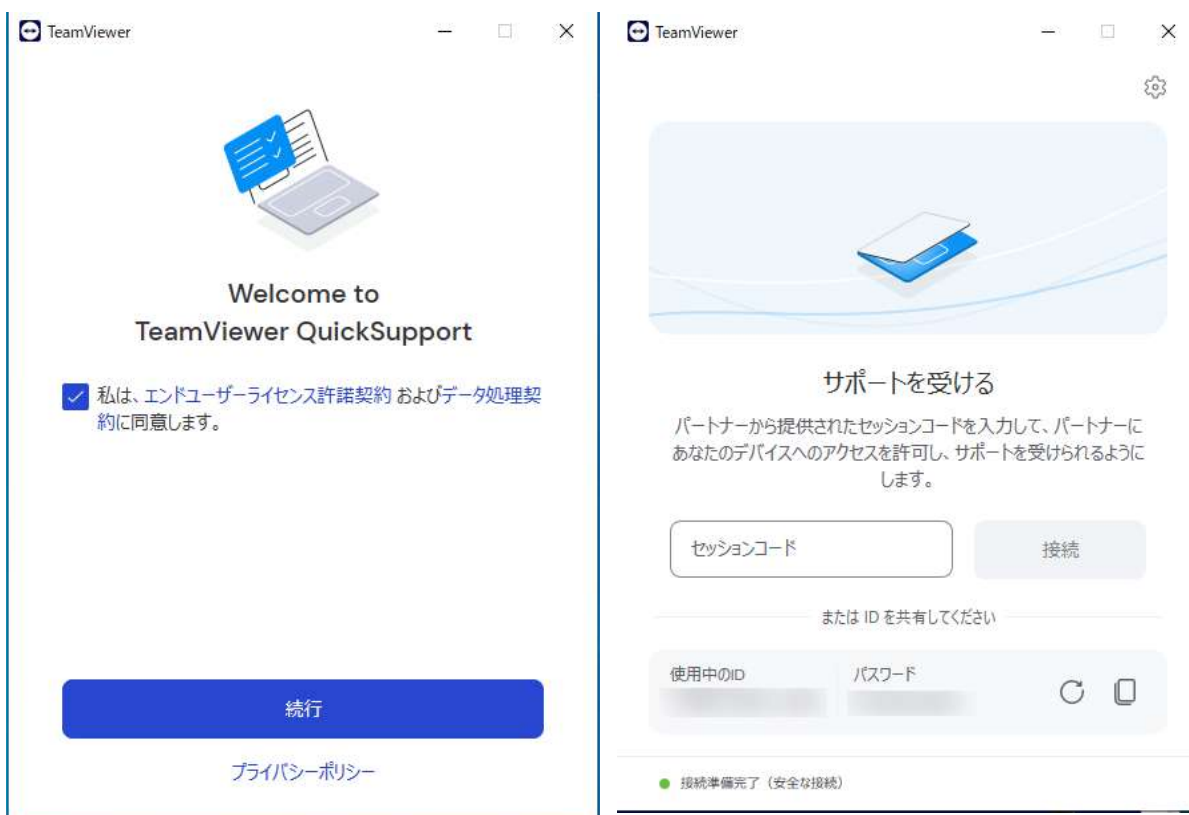 TeamViewer
Welcome to
TeamViewer QuickSupport
私は、エンドユーザーライセンス許諾契約 およびデータ処理契
約に同意します。
続行
プライバシーポリシー
TeamViewer
サポートを受ける
パートナーから提供されたセッションコードを入力して、パートナーに
あなたのデバイスへのアクセスを許可し、サポートを受けられるように
します。
セッションコード
接続
または ID を共有してください
使用中のID
パスワード
接続準備完了（安全な接続）